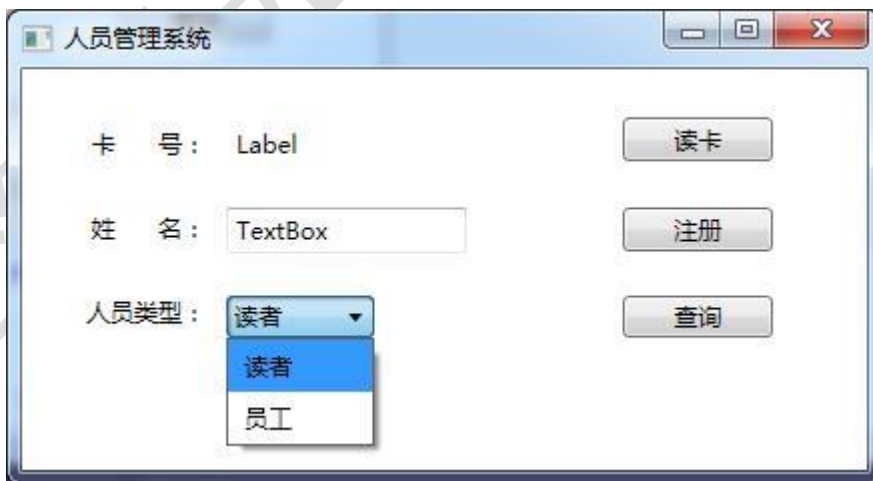 人员管理系统
卡 号： Label 读卡
姓 名： TextBox 注册
人员类型： 读者 查询
读者
员工